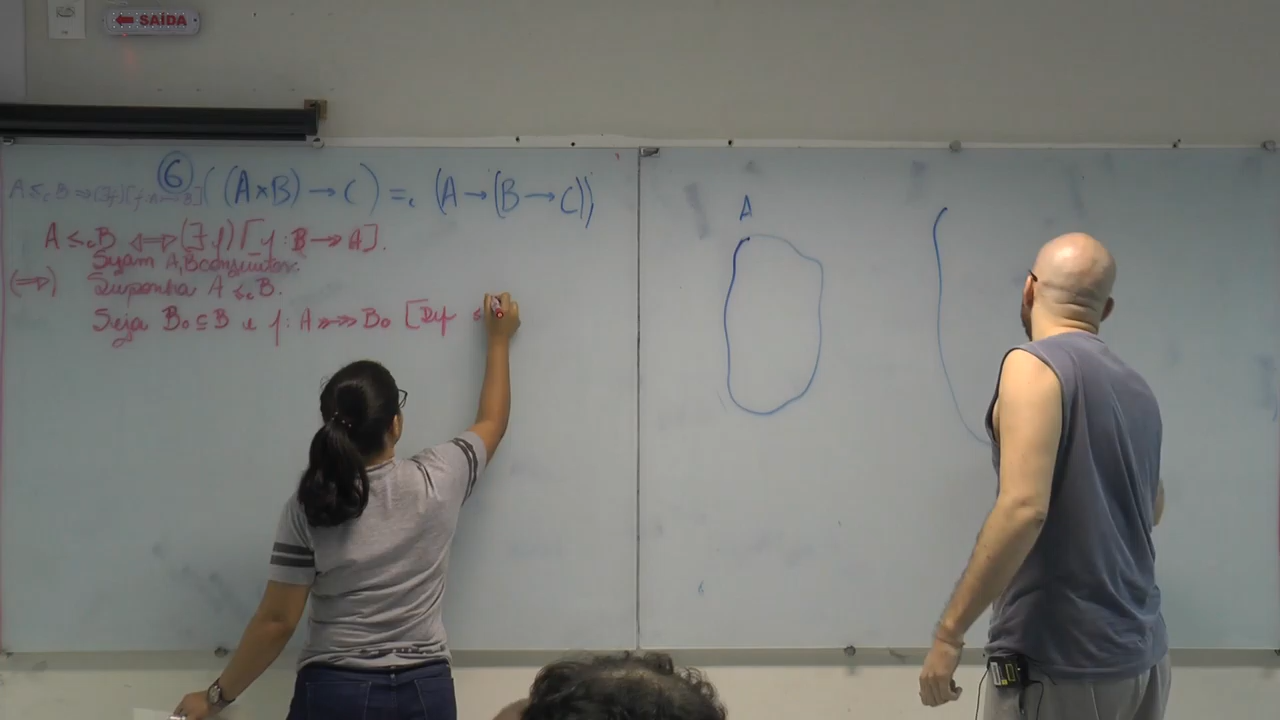 SAÍDA
⑥ ((A×B) → C) =c (A → (B → C))
A ≤c B ⟺ (∃f)[f : B ↠ A].
Sejam A, B conjuntos.
(⇒) Suponha A ≤c B.
Seja B₀ ⊆ B e f : A ⤖ B₀ [Def ≤
A